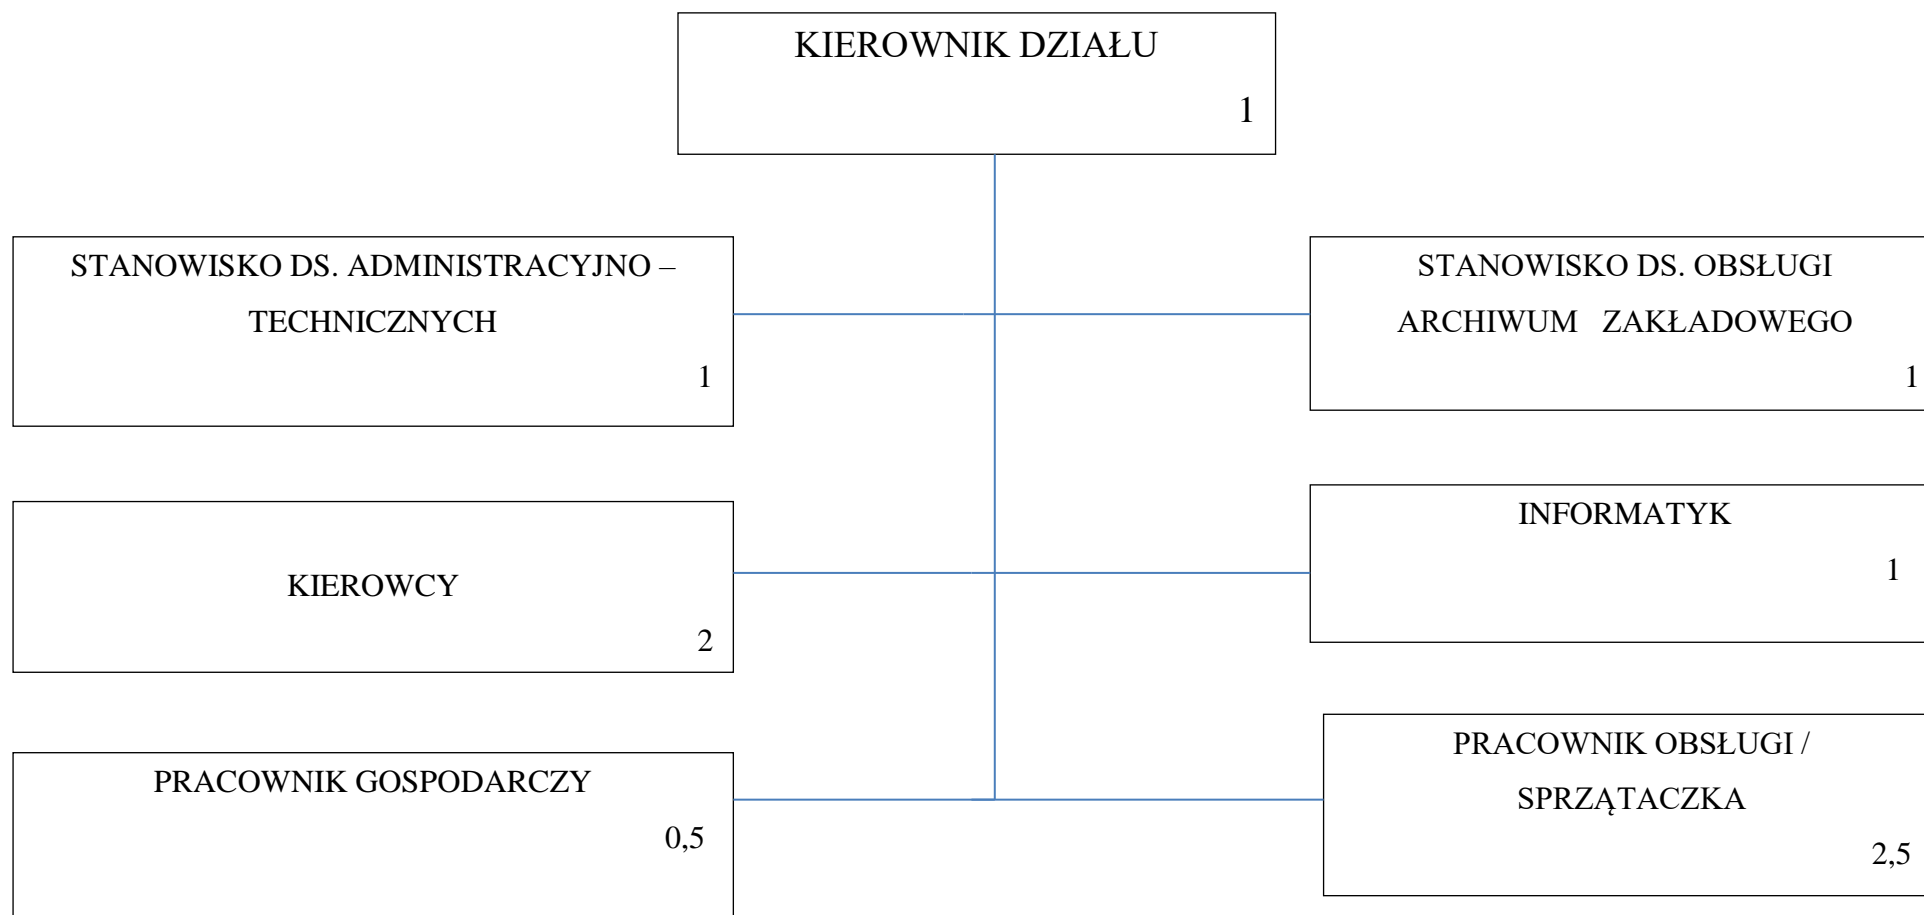 KIEROWNIK DZIAŁU
1
STANOWISKO DS. ADMINISTRACYJNO –
TECHNICZNYCH
1
STANOWISKO DS. OBSŁUGI
ARCHIWUM ZAKŁADOWEGO
1
KIEROWCY
2
INFORMATYK
1
PRACOWNIK GOSPODARCZY
0,5
PRACOWNIK OBSŁUGI /
SPRZĄTACZKA
2,5